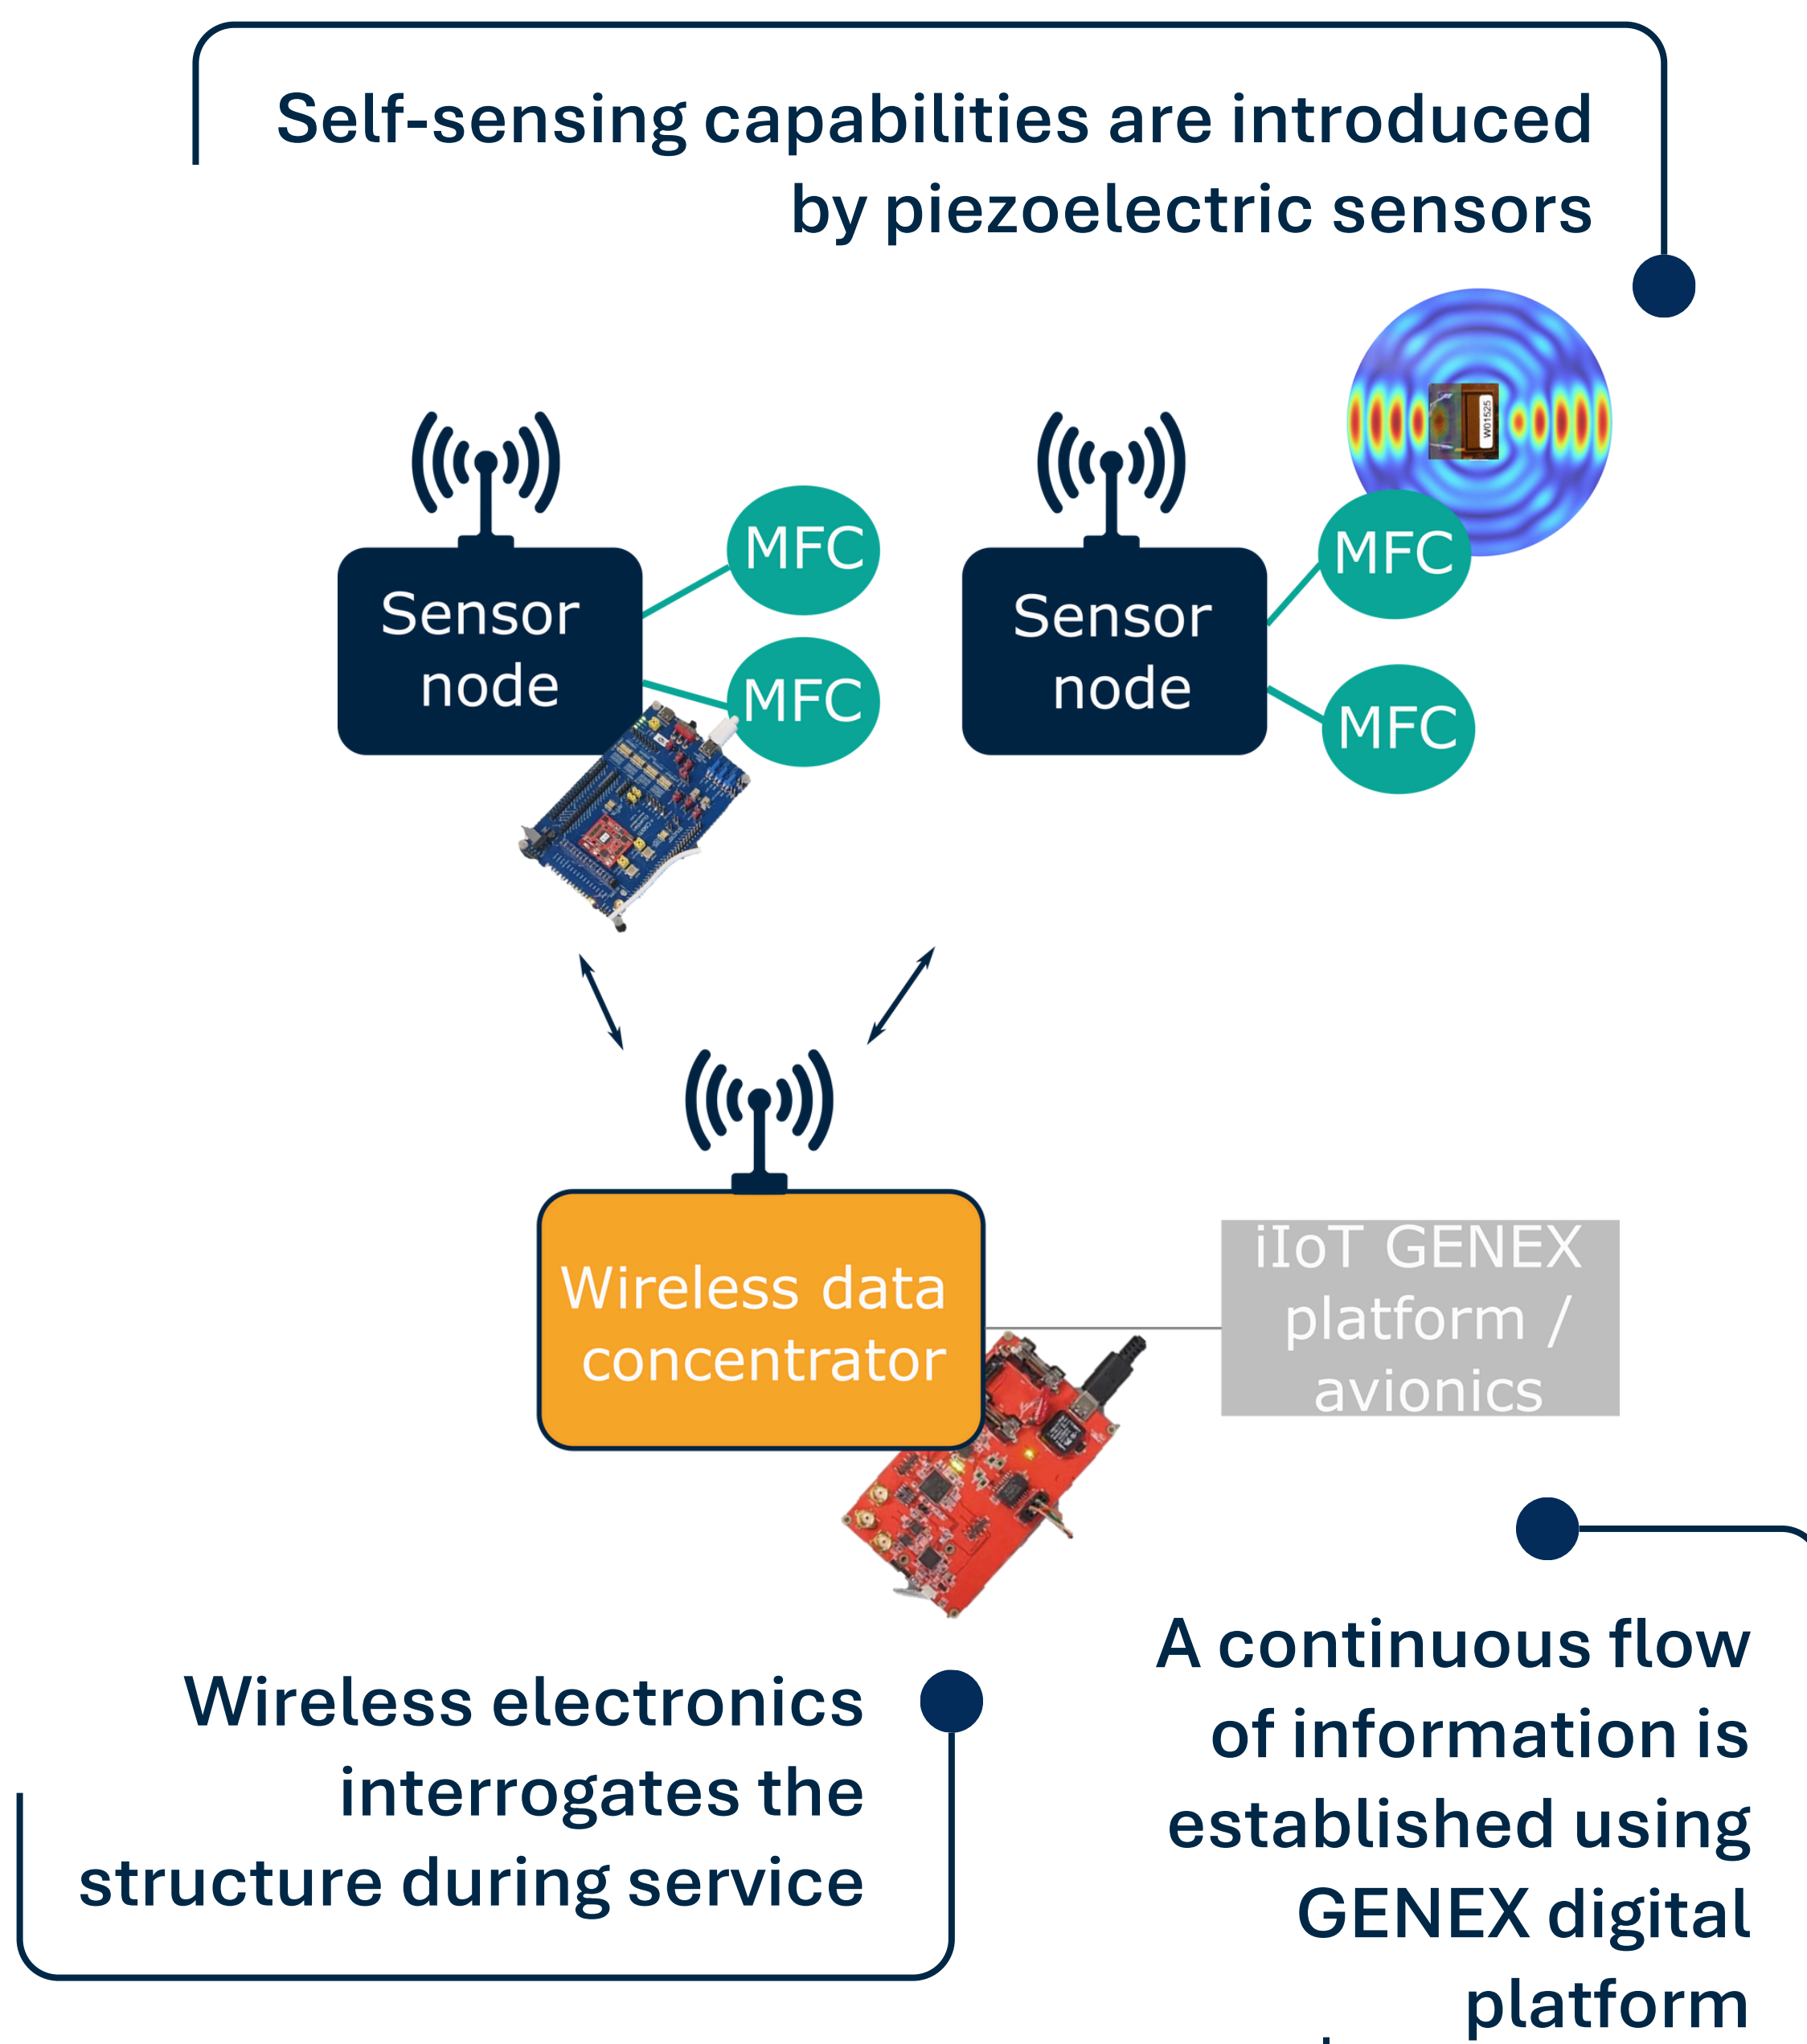 Self-sensing capabilities are introduced
by piezoelectric sensors
W01525
MFC
MFC
Sensor
node
MFC
MFC
Sensor
node
Wireless data
concentrator
iIoT GENEX
platform /
avionics
Wireless electronics
interrogates the
structure during service
A continuous flow
of information is
established using
GENEX digital
platform